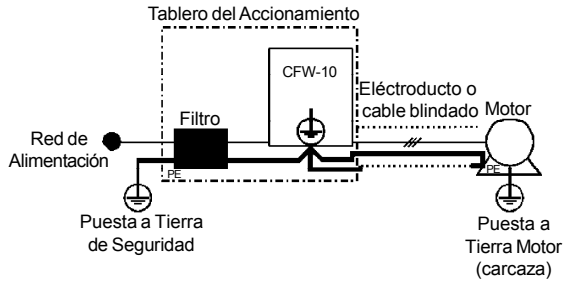 Tablero del Accionamiento
CFW-10
Eléctroducto o
cable blindado
Motor
Filtro
Red de
Alimentación
PE
PE
Puesta a Tierra
de Seguridad
Puesta a
Tierra Motor
(carcaza)